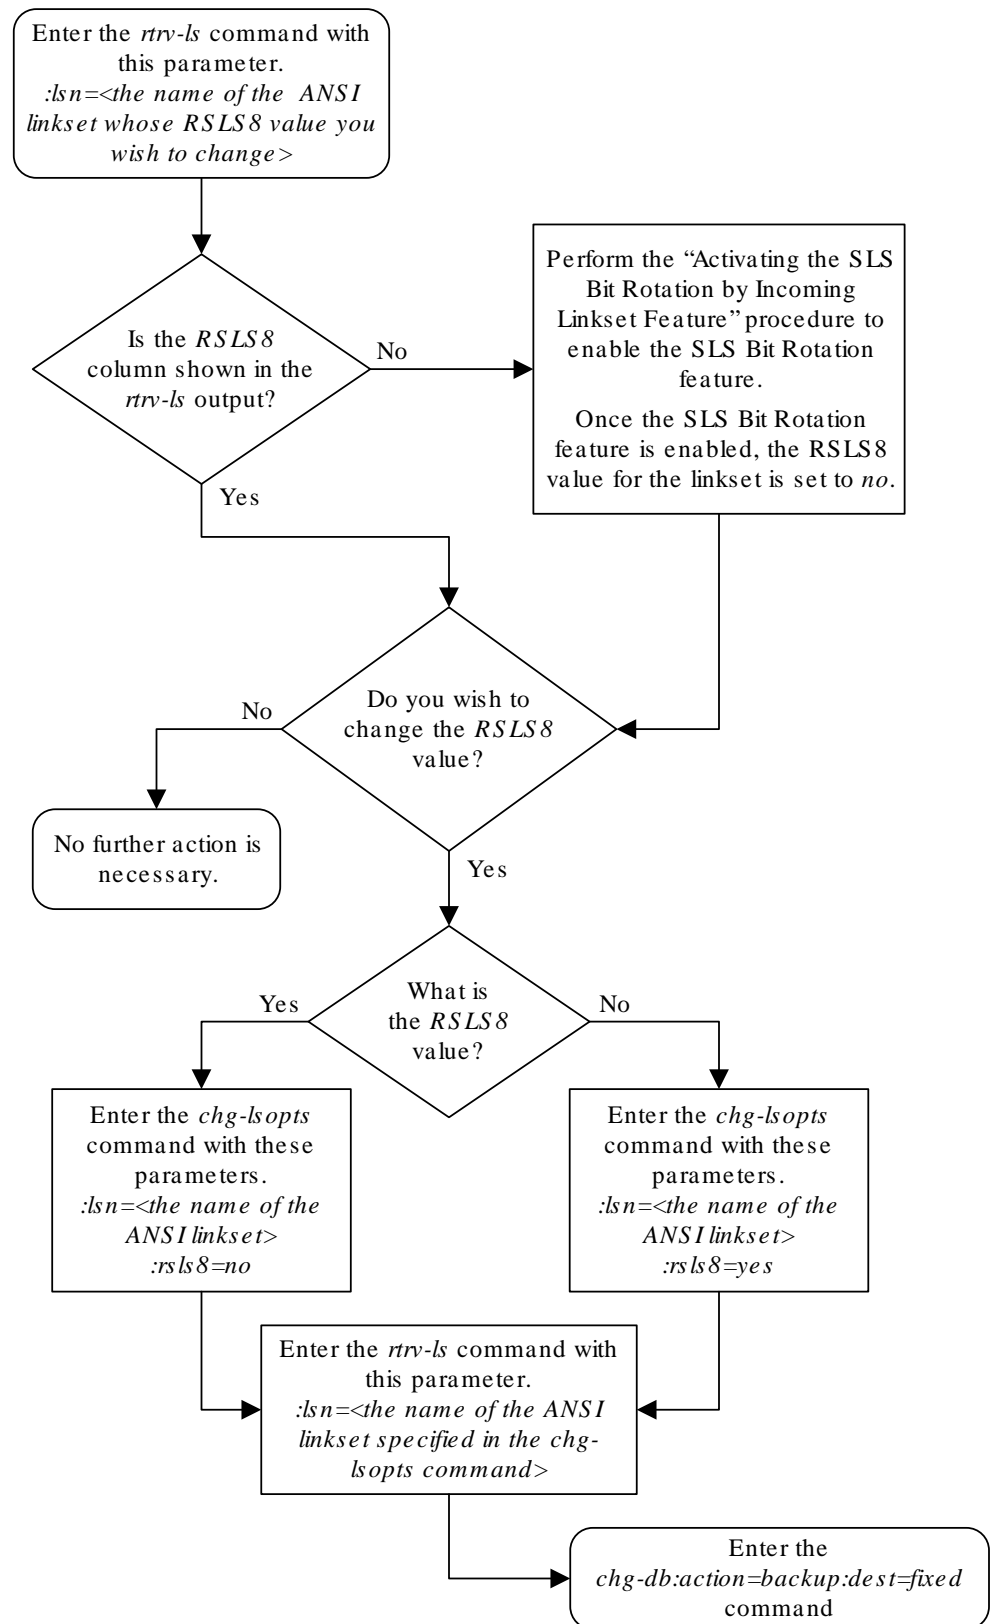 Enter the rtrv-ls command with
this parameter.
:lsn=<the name of the ANSI
linkset whose RSLS8 value you
wish to change>
Is the RSLS8
column shown in the
rtrv-ls output?
No
Perform the “Activating the SLS
Bit Rotation by Incoming
Linkset Feature” procedure to
enable the SLS Bit Rotation
feature.
Once the SLS Bit Rotation
feature is enabled, the RSLS8
value for the linkset is set to no.
Yes
Do you wish to
change the RSLS8
value?
No
No further action is
necessary.
Yes
What is
the RSLS8
value?
Yes
No
Enter the chg-lsopts
command with these
parameters.
:lsn=<the name of the
ANSI linkset>
:rsls8=no
Enter the chg-lsopts
command with these
parameters.
:lsn=<the name of the
ANSI linkset>
:rsls8=yes
Enter the rtrv-ls command with
this parameter.
:lsn=<the name of the ANSI
linkset specified in the chg-
lsopts command>
Enter the
chg-db:action=backup:dest=fixed
command